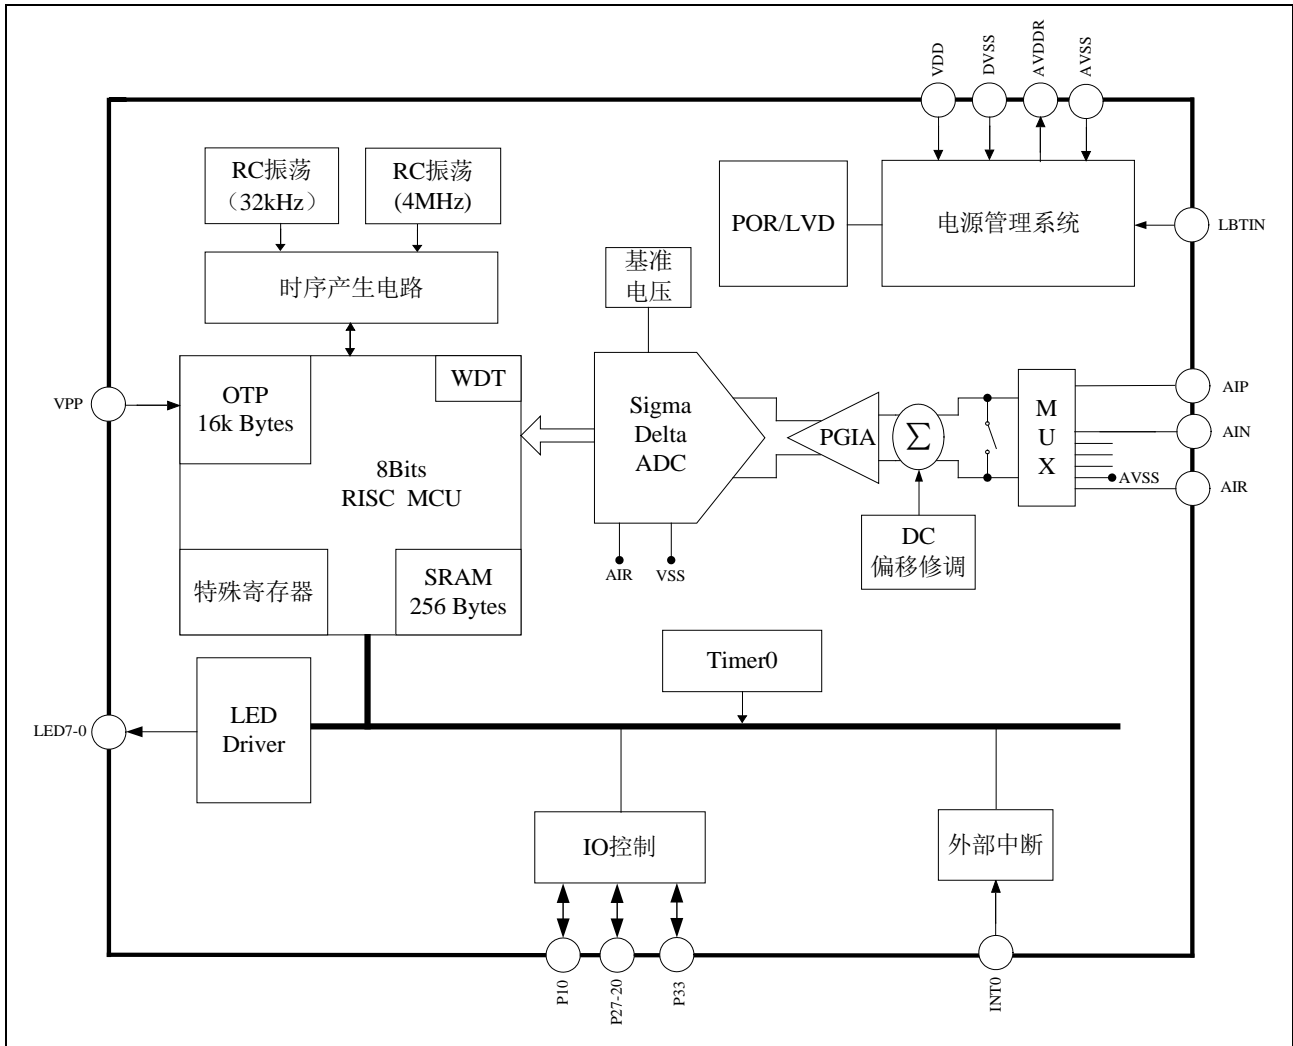 VDD
DVSS
AVDDR
AVSS
RC振荡
（32kHz）
RC振荡
(4MHz)
POR/LVD
电源管理系统
LBTIN
时序产生电路
基准
电压
VPP
OTP
16k Bytes
WDT
8Bits
RISC MCU
特殊寄存器
SRAM
256 Bytes
Sigma
Delta
ADC
AIR
VSS
PGIA
Σ
DC
偏移修调
M
U
X
AIP
AIN
AVSS
AIR
Timer0
LED7-0
LED
Driver
IO控制
外部中断
P10
P27-20
P33
INT0